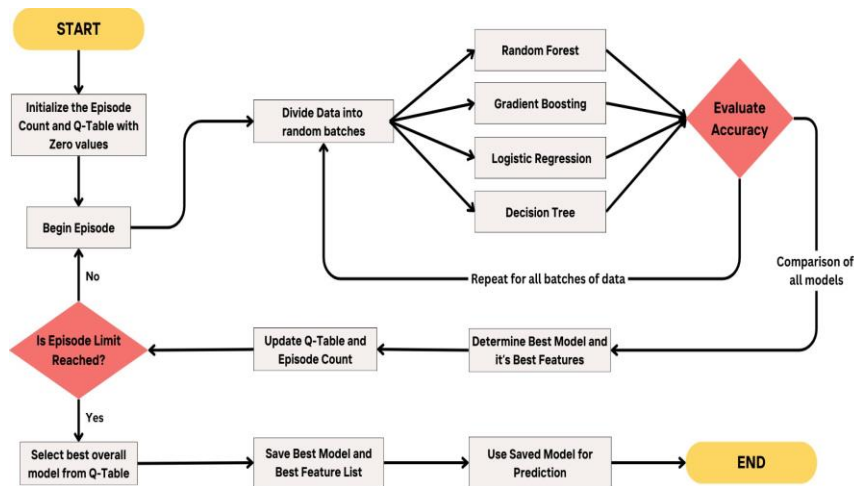 START
Initialize the Episode
Count and Q-Table with
Zero values
Begin Episode
No
Is Episode Limit
Reached?
Yes
Select best overall
model from Q-Table
Divide Data into
random batches
Random Forest
Gradient Boosting
Logistic Regression
Decision Tree
Evaluate
Accuracy
Repeat for all batches of data
Comparison of
all models
Determine Best Model and
it's Best Features
Update Q-Table and
Episode Count
Save Best Model and
Best Feature List
Use Saved Model for
Prediction
END